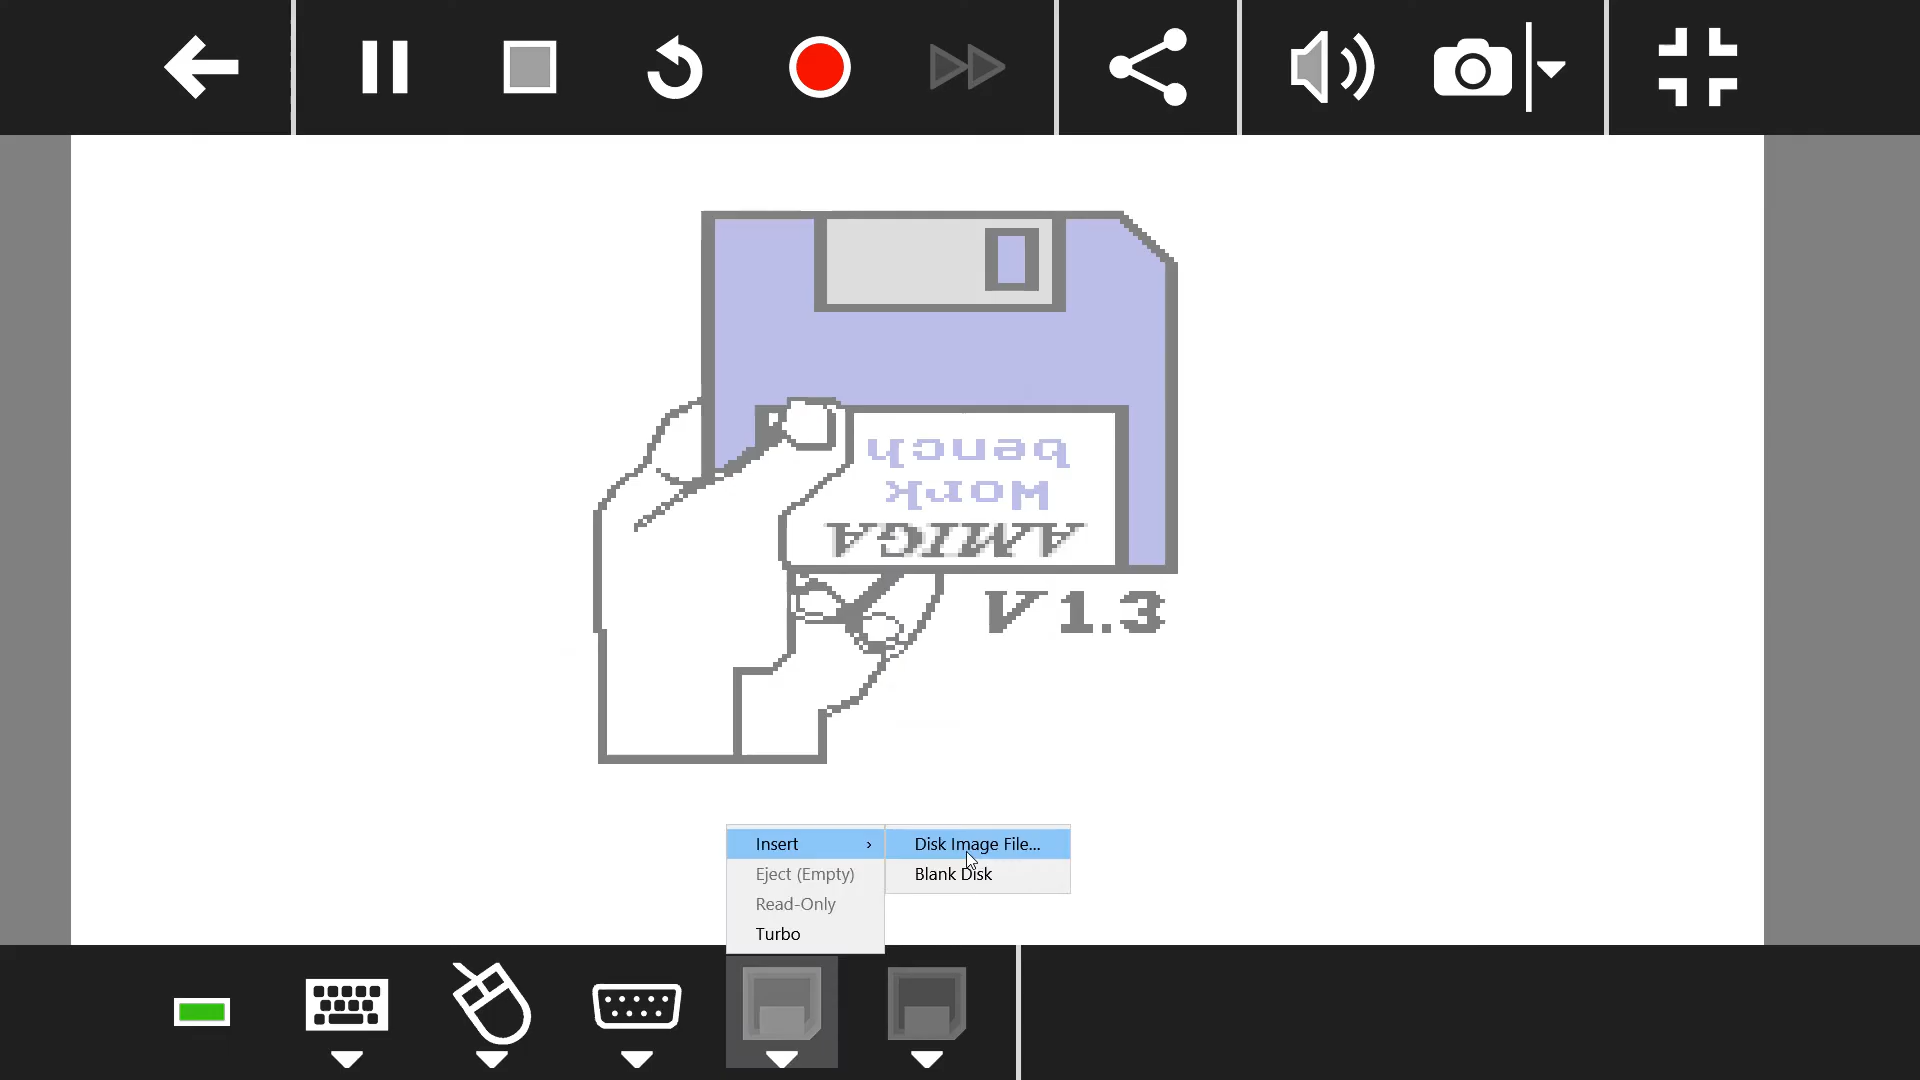 bench
Work
AMIGA
V1.3
Insert
Disk Image File...
Eject (Empty)
Blank Disk
Read-Only
Turbo